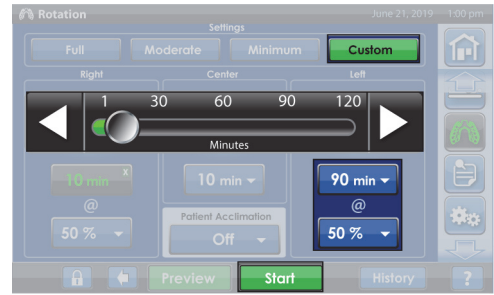 Rotation June 21, 2019 1:00 pm
Settings
Full Moderate Minimum Custom
Right Center Left
1 30 60 90 120
Minutes
10 min x 10 min 90 min
@ @
Patient Acclimation
50 % Off 50 %
Preview Start History ?